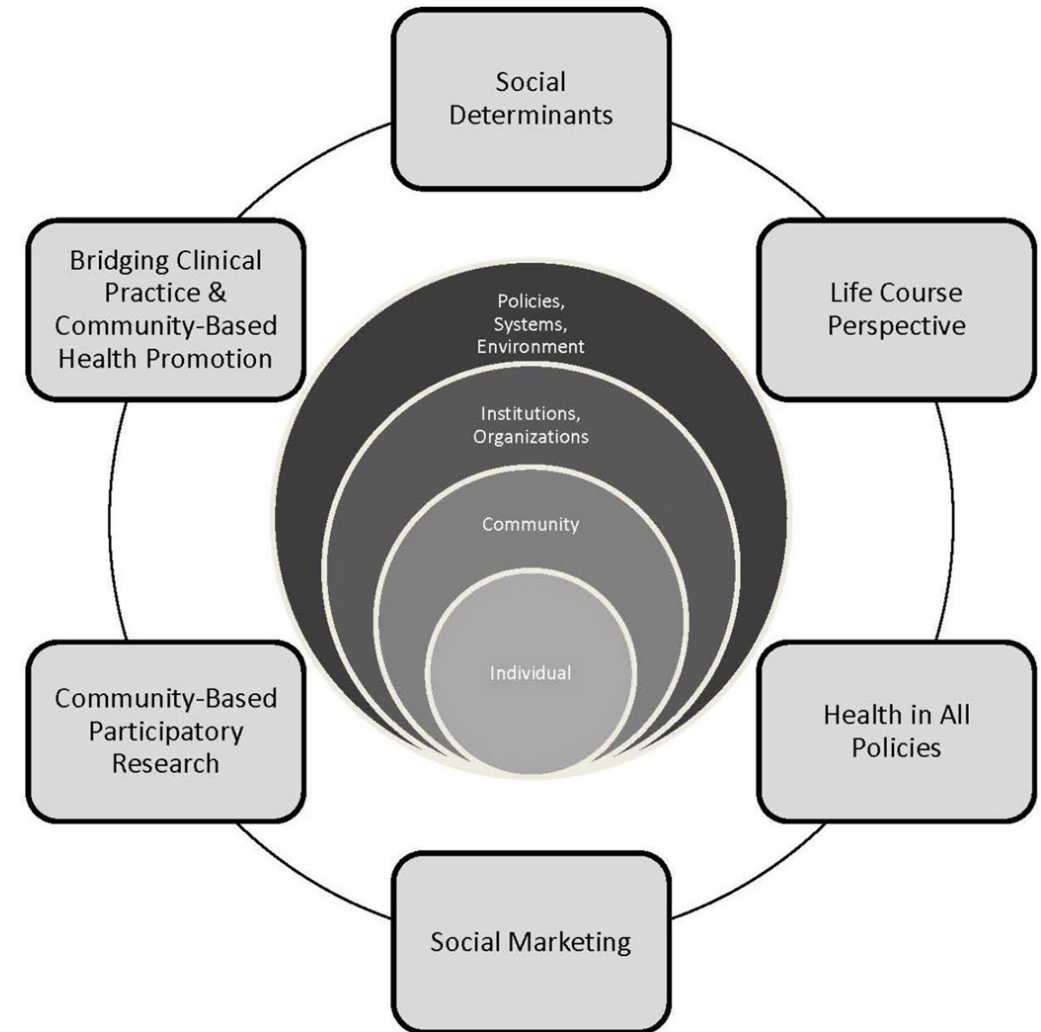 Social
Determinants
Bridging Clinical
Practice &
Community-Based
Health Promotion
Life Course
Perspective
Policies,
Systems,
Environment
Institutions,
Organizations
Community
Individual
Community-Based
Participatory
Research
Health in All
Policies
Social Marketing